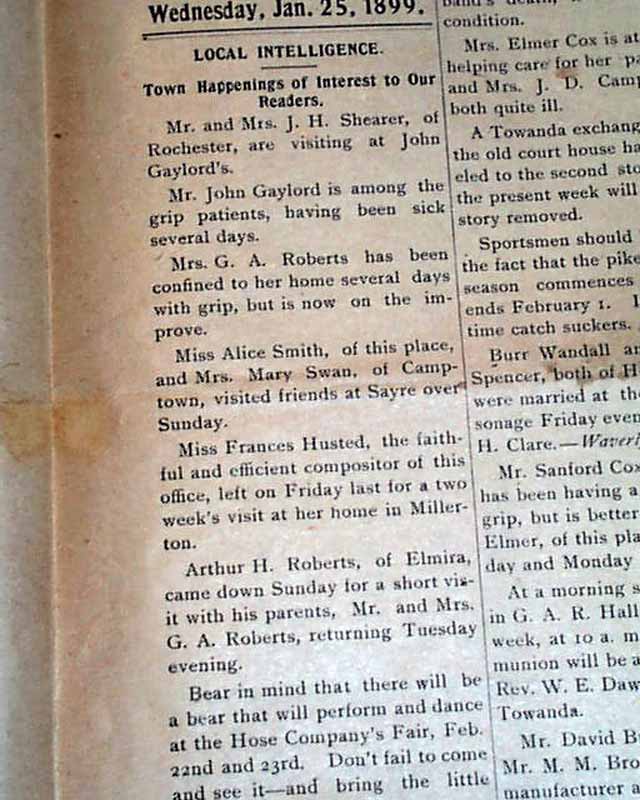 Wednesday, Jan. 25, 1899.
LOCAL INTELLIGENCE.
Town Happenings of Interest to Our
Readers.
Mr. and Mrs. J. H. Shearer, of
Rochester, are visiting at John
Gaylord's.
Mr. John Gaylord is among the
grip patients, having been sick
several days.
Mrs. G. A. Roberts has been
confined to her home several days
with grip, but is now on the im-
prove.
Miss Alice Smith, of this place,
and Mrs. Mary Swan, of Camp-
town, visited friends at Sayre over
Sunday.
Miss Frances Husted, the faith-
ful and efficient compositor of this
office, left on Friday last for a two
week's visit at her home in Miller-
ton.
Arthur H. Roberts, of Elmira,
came down Sunday for a short vis-
it with his parents, Mr. and Mrs.
G. A. Roberts, returning Tuesday
evening.
Bear in mind that there will be
a bear that will perform and dance
at the Hose Company's Fair, Feb.
22nd and 23rd. Don't fail to come
and see it—and bring the little
condition.
Mrs. Elmer Cox is at
helping care for her
and Mrs. J. D. Camp
both quite ill.
A Towanda exchang
the old court house ha
eled to the second sto
the present week will
story removed.
Sportsmen should
the fact that the pike
season commences
ends February 1.
time catch suckers.
Burr Wandall an
Spencer, both of H
were married at the
sonage Friday even
H. Clare.—Waverl
Mr. Sanford Cox
has been having a
grip, but is better
Elmer, of this pla
day and Monday
At a morning s
in G. A. R. Hall
week, at 10 a. m
munion will be a
Rev. W. E. Daw
Towanda.
Mr. David B
Mr. M. M. Bro
manufacturer a